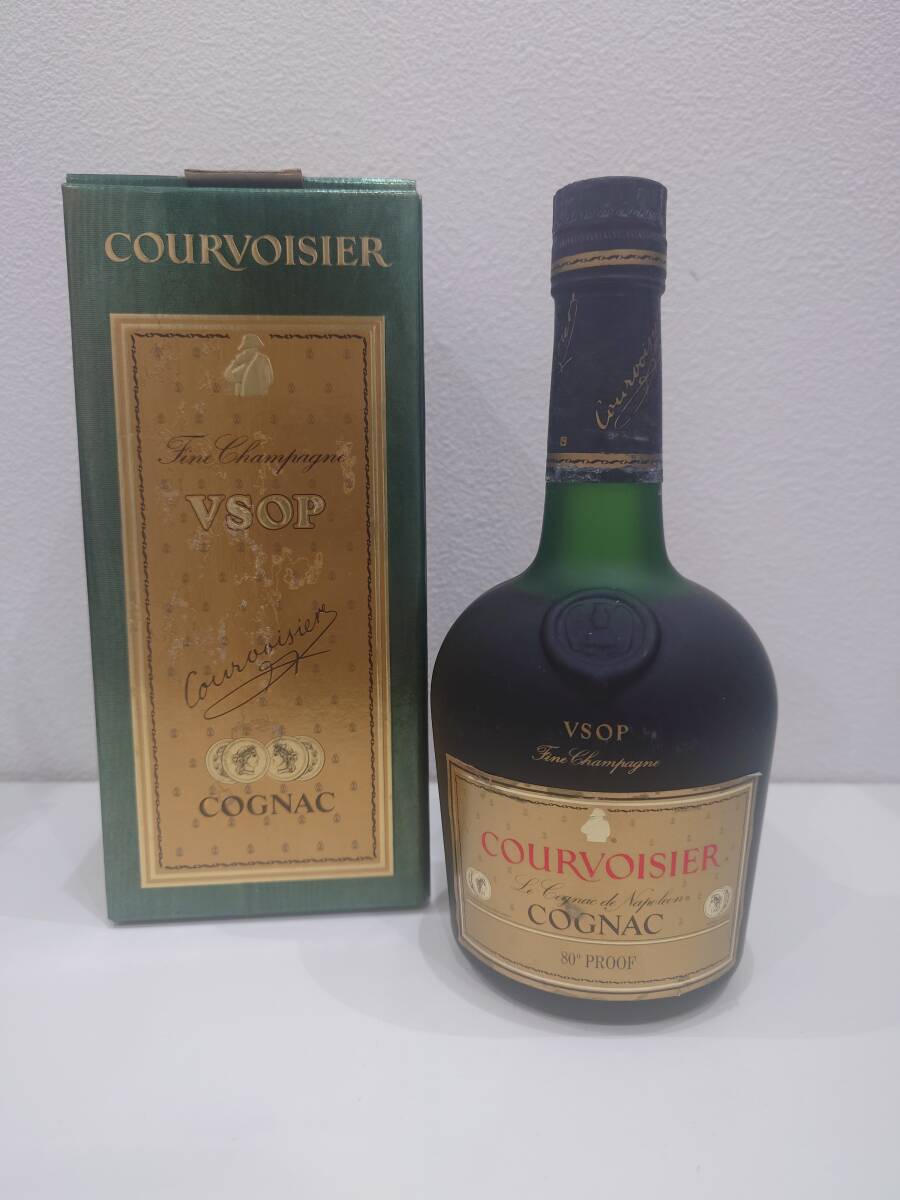 COURVOISIER
Fine Champagne
VSOP
Courvoisier
COGNAC
Courvoisier
VSOP
Fine Champagne
COURVOISIER
Le Cognac de Napoleon
COGNAC
80° PROOF